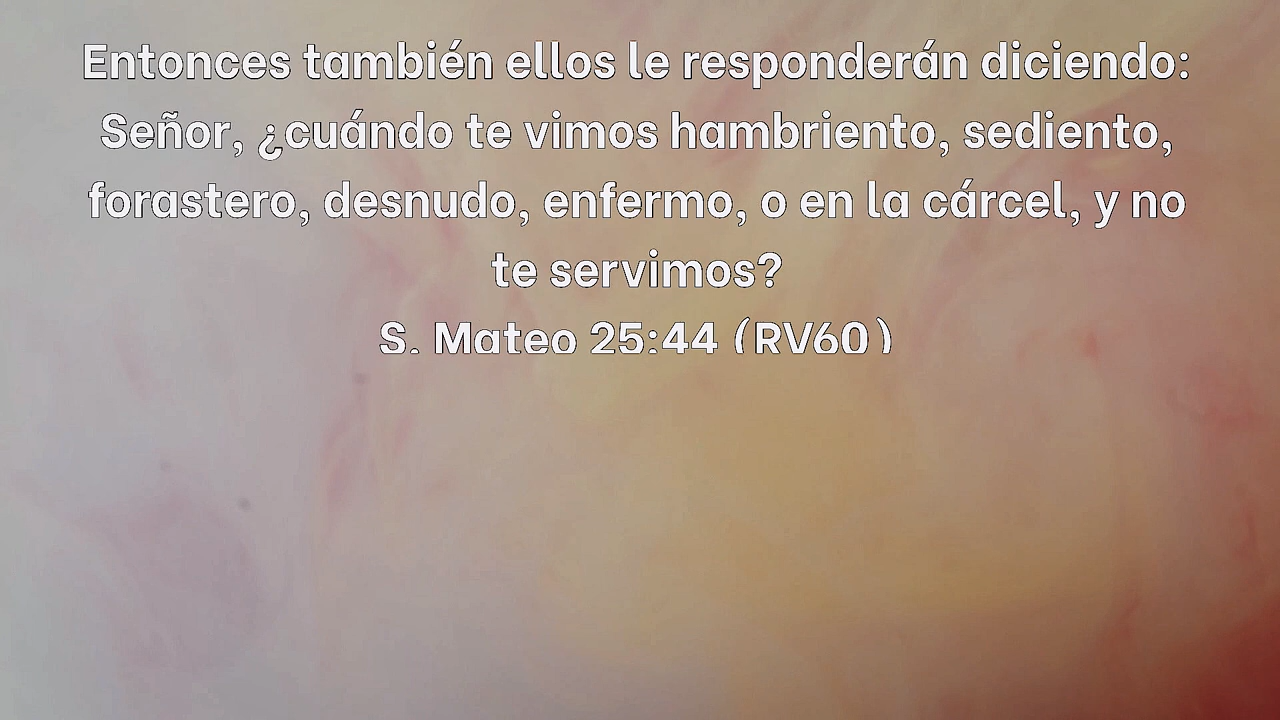 Entonces también ellos le responderán diciendo:
Señor, ¿cuándo te vimos hambriento, sediento,
forastero, desnudo, enfermo, o en la cárcel, y no
te servimos?
S. Mateo 25:44 (RV60)